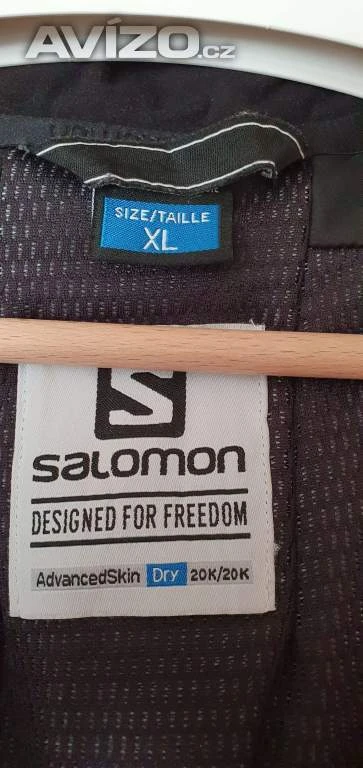 AVÍZO.cz
SIZE/TAILLE
XL
S
salomon
DESIGNED FOR FREEDOM
AdvancedSkin Dry 20K/20K